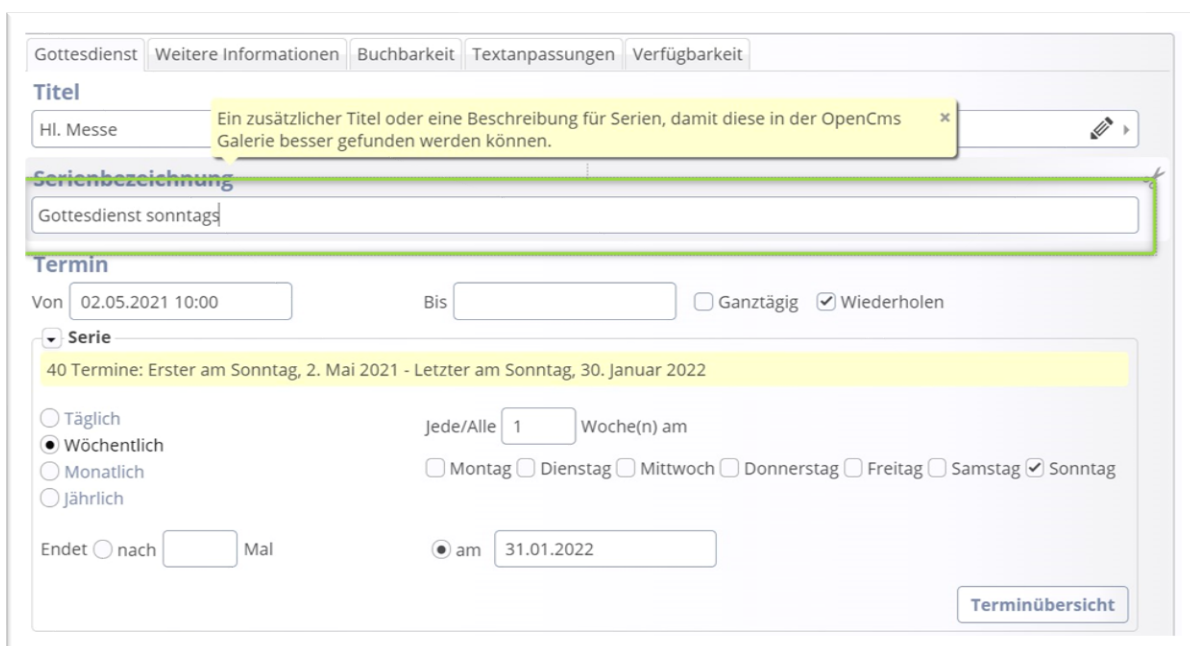 Gottesdienst Weitere Informationen Buchbarkeit Textanpassungen Verfügbarkeit
Titel
Hl. Messe
Ein zusätzlicher Titel oder eine Beschreibung für Serien, damit diese in der OpenCms
Galerie besser gefunden werden können.
Serienbezeichnung
Gottesdienst sonntags
Termin
Von 02.05.2021 10:00 Bis Ganztägig Wiederholen
Serie
40 Termine: Erster am Sonntag, 2. Mai 2021 - Letzter am Sonntag, 30. Januar 2022
Täglich
Wöchentlich
Monatlich
Jährlich
Jede/Alle 1 Woche(n) am
Montag Dienstag Mittwoch Donnerstag Freitag Samstag Sonntag
Endet nach Mal am 31.01.2022
Terminübersicht